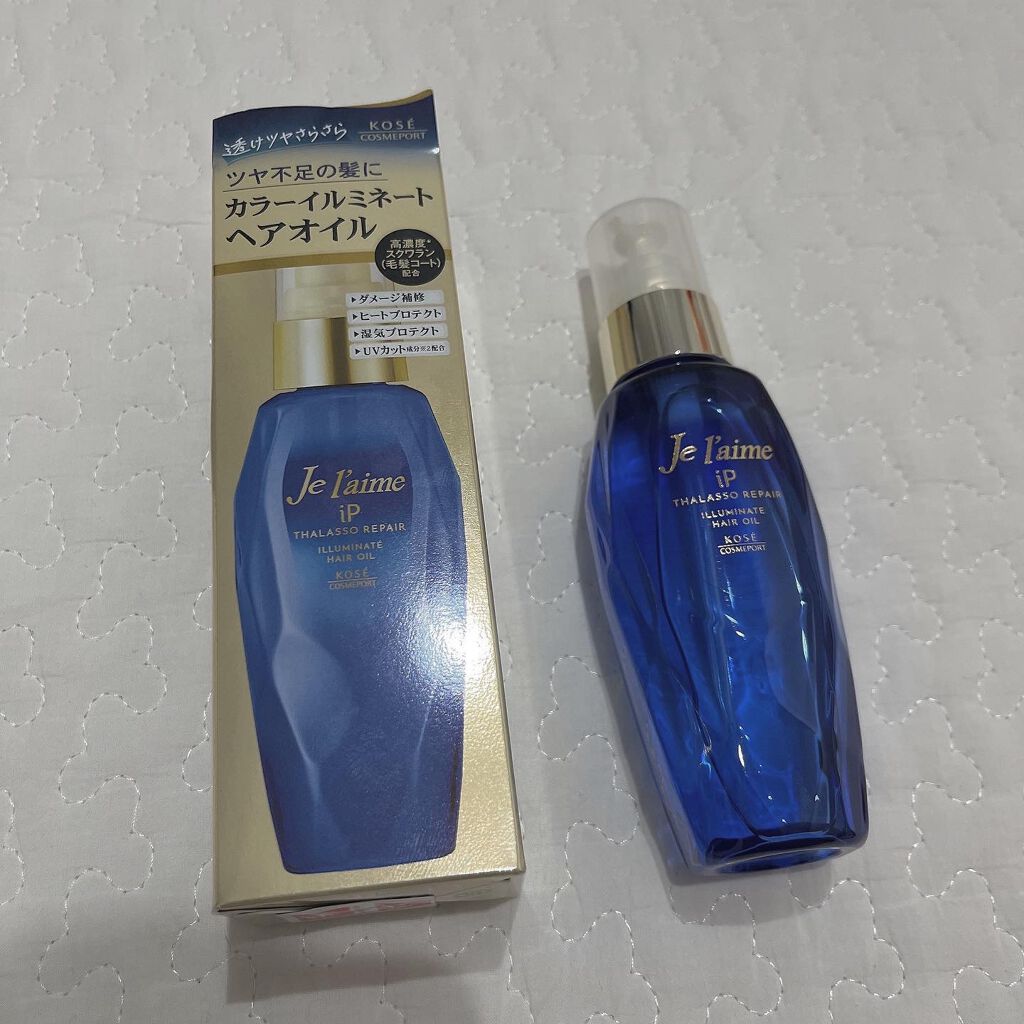 透けツヤさらさら
KOSÉ
COSMEPORT
ツヤ不足の髪に
カラーイルミネート
ヘアオイル
高濃度*
スクワラン
(毛髪コート)
配合
▶ダメージ補修
▶ヒートプロテクト
▶湿気プロテクト
▶UVカット成分※2配合
Je l'aime
iP
THALASSO REPAIR
ILLUMINATE
HAIR OIL
KOSÉ
COSMEPORT
Je l'aime
iP
THALASSO REPAIR
ILLUMINATE
HAIR OIL
KOSÉ
COSMEPORT